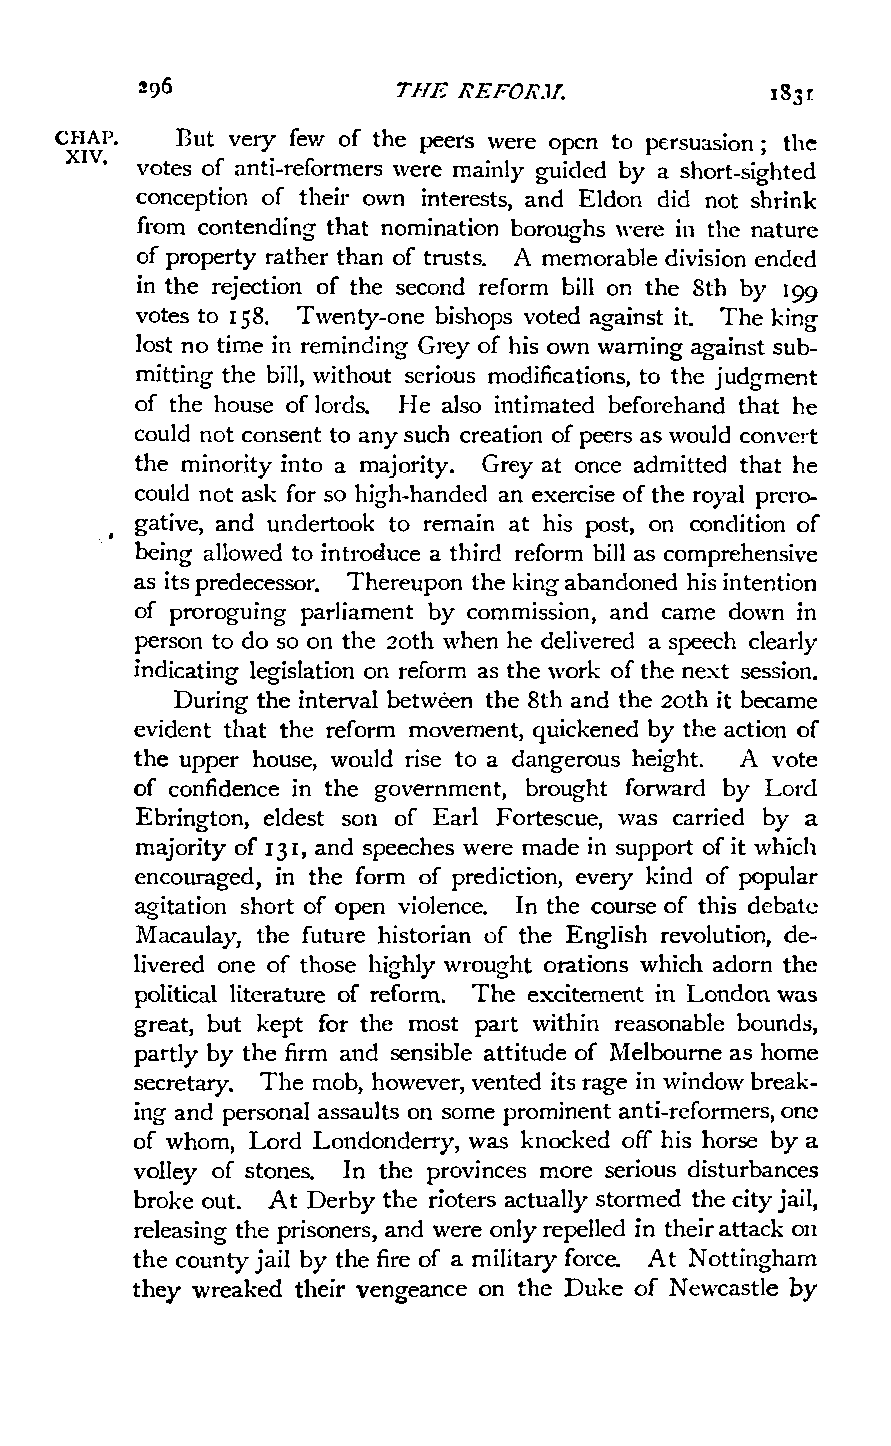 296 THE REFORM. 1831
CHAP. XIV.
But very few of the peers were open to persuasion ; the
votes of anti-reformers were mainly guided by a short-sighted
conception of their own interests, and Eldon did not shrink
from contending that nomination boroughs were in the nature
of property rather than of trusts. A memorable division ended
in the rejection of the second reform bill on the 8th by 199
votes to 158. Twenty-one bishops voted against it. The king
lost no time in reminding Grey of his own warning against sub-
mitting the bill, without serious modifications, to the judgment
of the house of lords. He also intimated beforehand that he
could not consent to any such creation of peers as would convert
the minority into a majority. Grey at once admitted that he
could not ask for so high-handed an exercise of the royal prero-
gative, and undertook to remain at his post, on condition of
being allowed to introduce a third reform bill as comprehensive
as its predecessor. Thereupon the king abandoned his intention
of proroguing parliament by commission, and came down in
person to do so on the 20th when he delivered a speech clearly
indicating legislation on reform as the work of the next session.
During the interval between the 8th and the 20th it became
evident that the reform movement, quickened by the action of
the upper house, would rise to a dangerous height. A vote
of confidence in the government, brought forward by Lord
Ebrington, eldest son of Earl Fortescue, was carried by a
majority of 131, and speeches were made in support of it which
encouraged, in the form of prediction, every kind of popular
agitation short of open violence. In the course of this debate
Macaulay, the future historian of the English revolution, de-
livered one of those highly wrought orations which adorn the
political literature of reform. The excitement in London was
great, but kept for the most part within reasonable bounds,
partly by the firm and sensible attitude of Melbourne as home
secretary. The mob, however, vented its rage in window break-
ing and personal assaults on some prominent anti-reformers, one
of whom, Lord Londonderry, was knocked off his horse by a
volley of stones. In the provinces more serious disturbances
broke out. At Derby the rioters actually stormed the city jail,
releasing the prisoners, and were only repelled in their attack on
the county jail by the fire of a military force. At Nottingham
they wreaked their vengeance on the Duke of Newcastle by